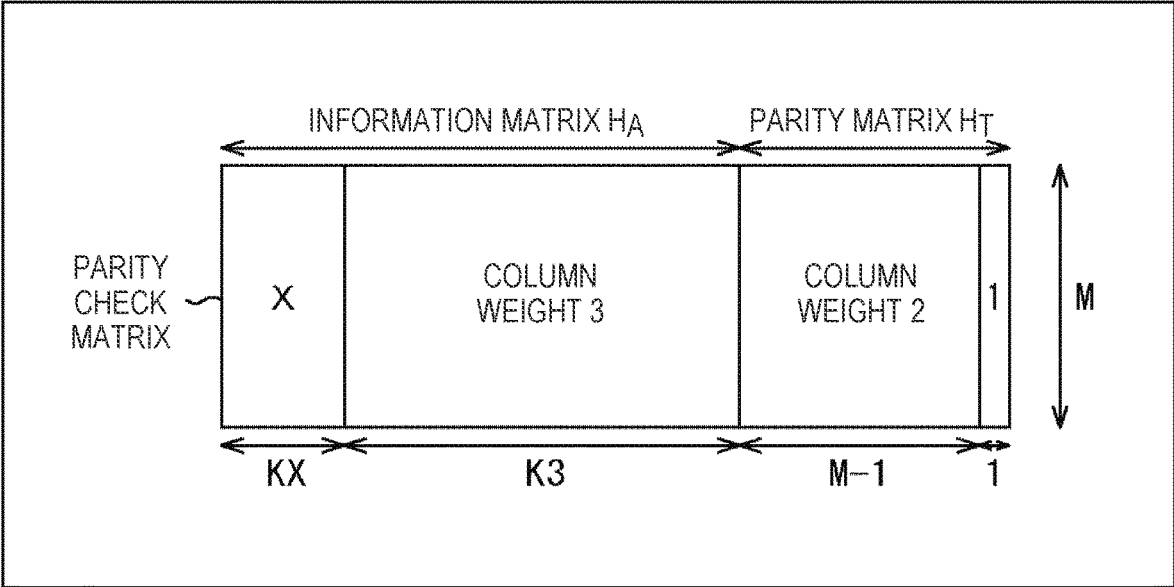 INFORMATION MATRIX HA
PARITY MATRIX HT
PARITY
CHECK
MATRIX
X
COLUMN
WEIGHT 3
COLUMN
WEIGHT 2
1
M
KX
K3
M-1
1